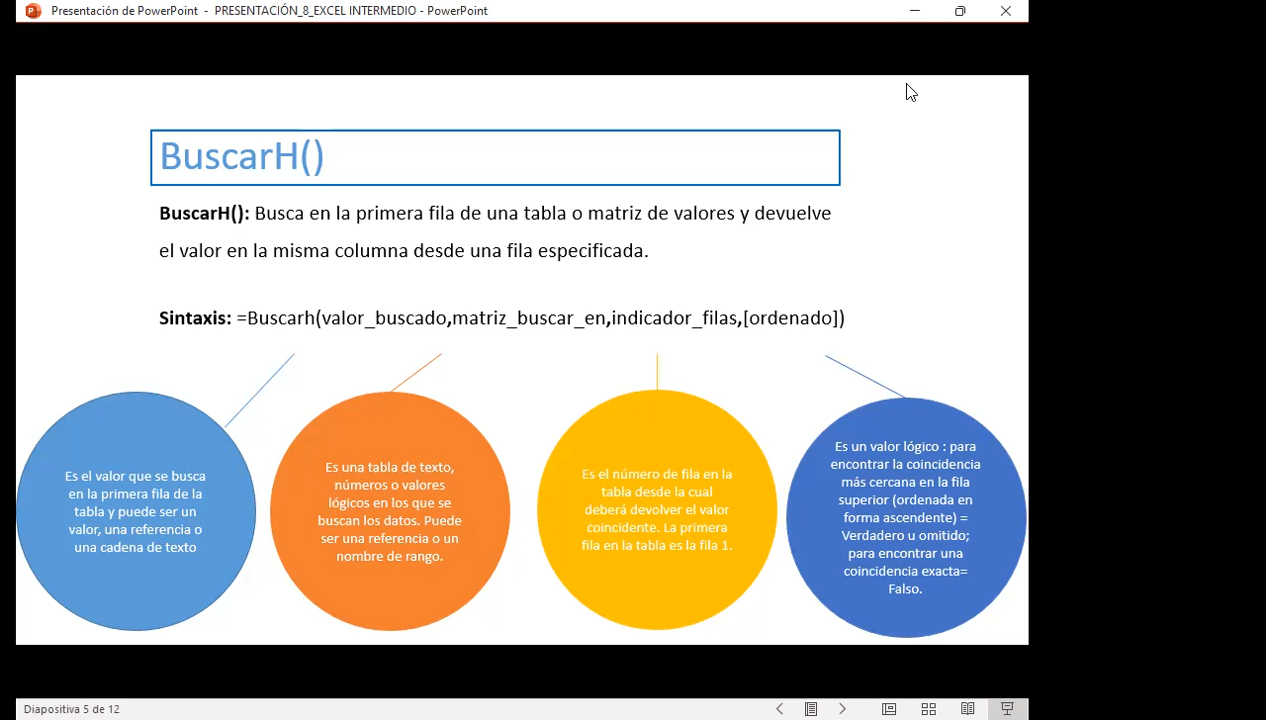 Presentación de PowerPoint - PRESENTACIÓN_8_EXCEL INTERMEDIO - PowerPoint
BuscarH()
BuscarH(): Busca en la primera fila de una tabla o matriz de valores y devuelve
el valor en la misma columna desde una fila especificada.
Sintaxis: =Buscarh(valor_buscado,matriz_buscar_en,indicador_filas,[ordenado])
Es el valor que se busca
en la primera fila de la
tabla y puede ser un
valor, una referencia o
una cadena de texto
Es una tabla de texto,
números o valores
lógicos en los que se
buscan los datos. Puede
ser una referencia o un
nombre de rango.
Es el número de fila en la
tabla desde la cual
deberá devolver el valor
coincidente. La primera
fila en la tabla es la fila 1.
Es un valor lógico : para
encontrar la coincidencia
más cercana en la fila
superior (ordenada en
forma ascendente) =
Verdadero u omitido;
para encontrar una
coincidencia exacta=
Falso.
Diapositiva 5 de 12